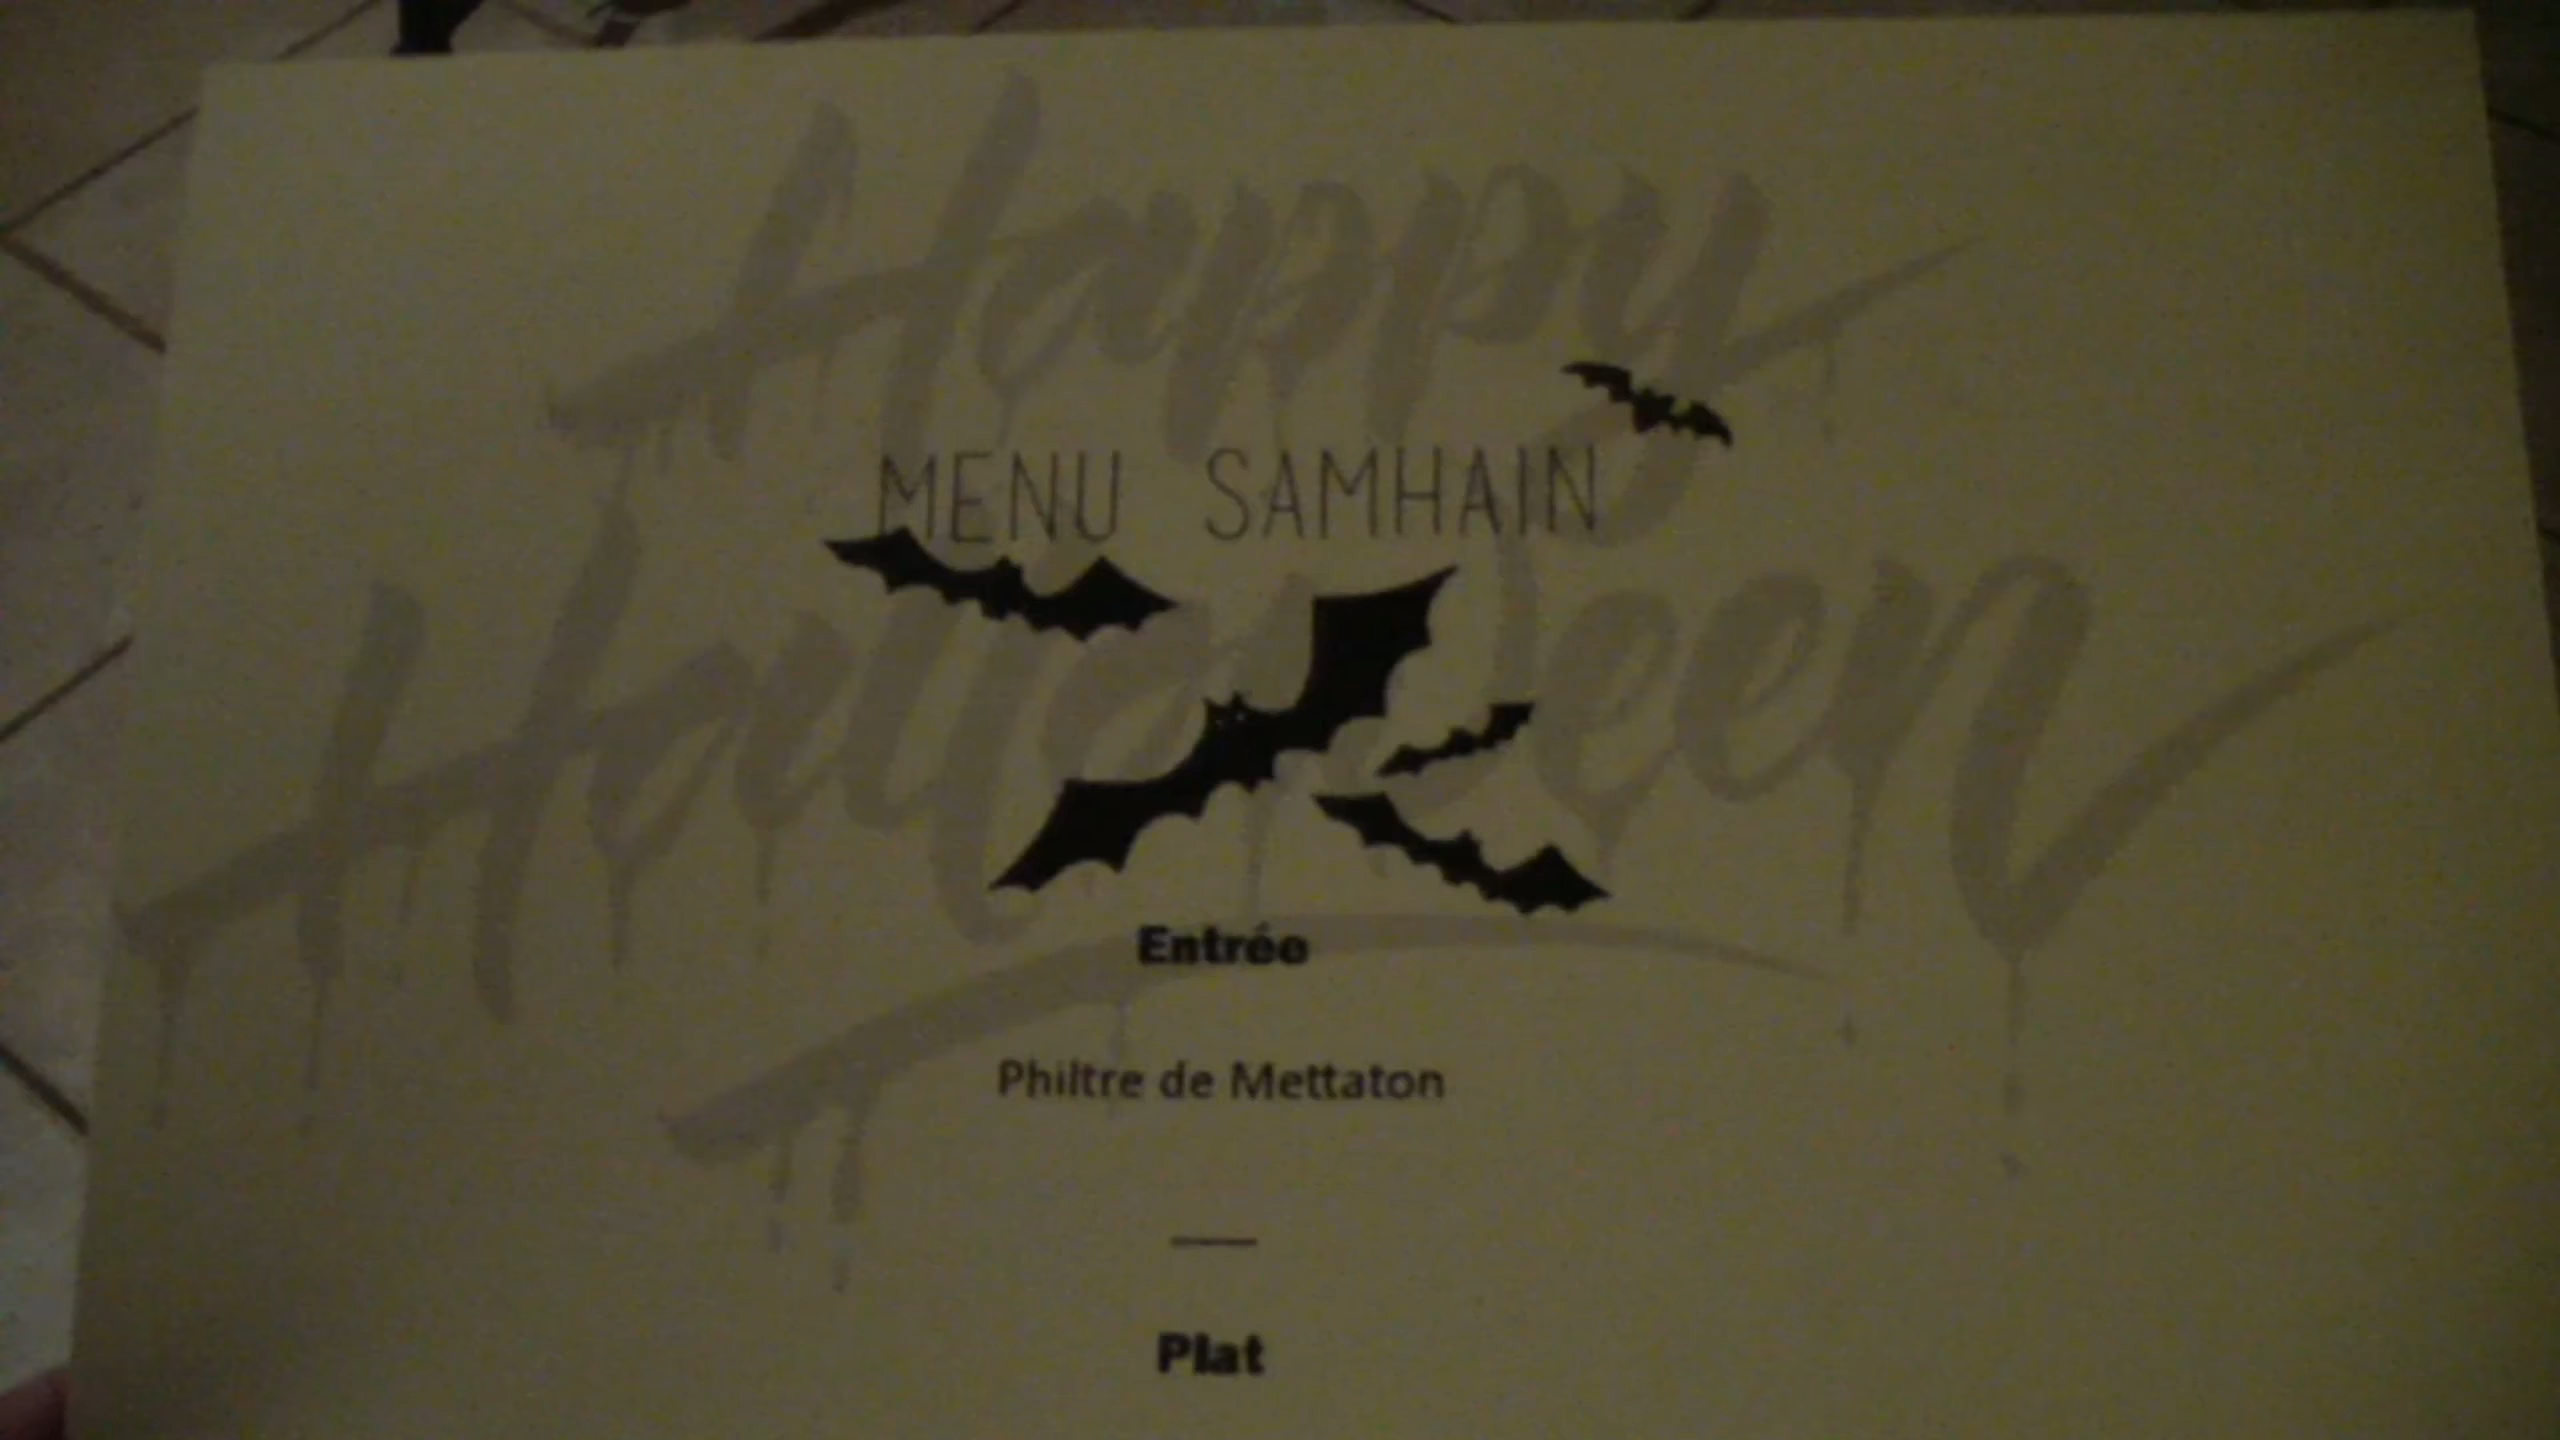 Happy
MENU SAMHAIN
Halloween
Entrée
Philtre de Mettaton
Plat